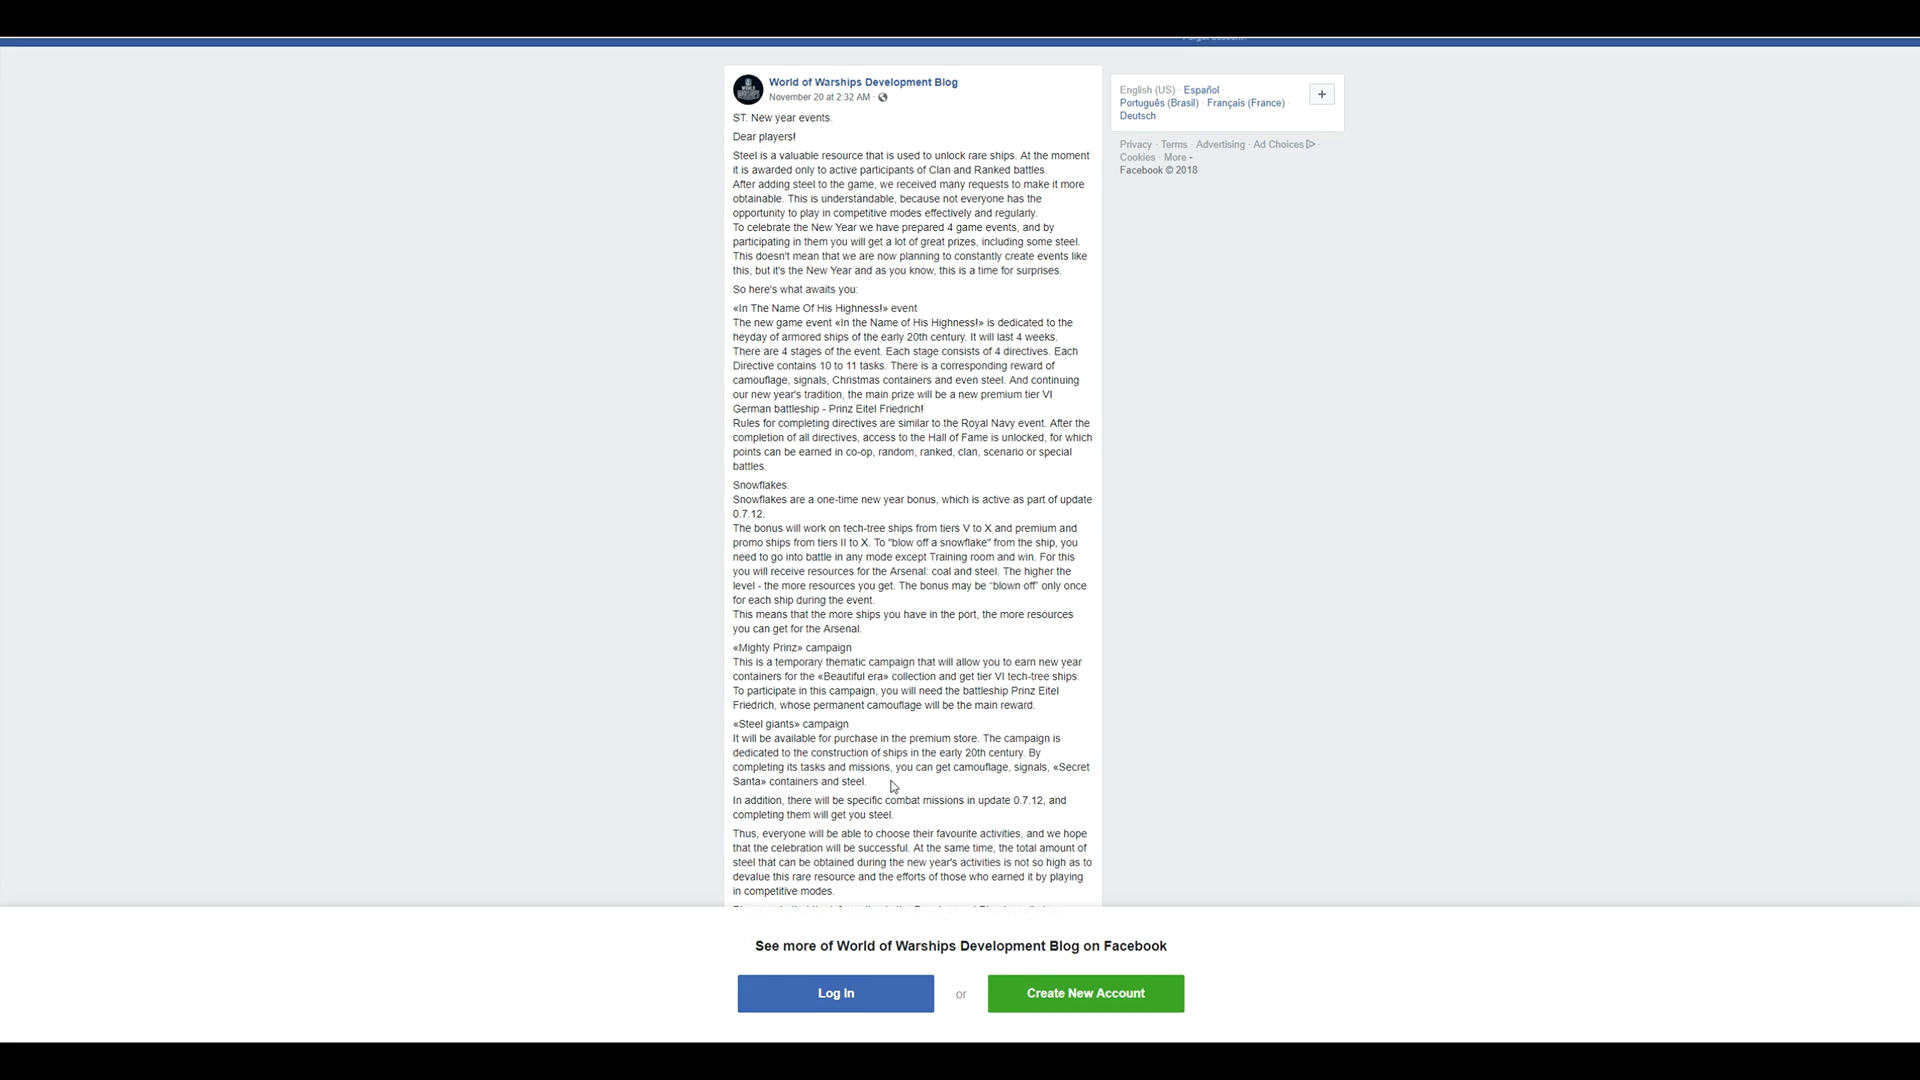 World of Warships Development Blog
November 20 at 2:32 AM ·
ST. New year events.
Dear players!
Steel is a valuable resource that is used to unlock rare ships. At the moment
it is awarded only to active participants of Clan and Ranked battles.
After adding steel to the game, we received many requests to make it more
obtainable. This is understandable, because not everyone has the
opportunity to play in competitive modes effectively and regularly.
To celebrate the New Year we have prepared 4 game events, and by
participating in them you will get a lot of great prizes, including some steel.
This doesn't mean that we are now planning to constantly create events like
this, but it's the New Year and as you know, this is a time for surprises.
So here's what awaits you:
«In The Name Of His Highness!» event
The new game event «In the Name of His Highness!» is dedicated to the
heyday of armored ships of the early 20th century. It will last 4 weeks.
There are 4 stages of the event. Each stage consists of 4 directives. Each
Directive contains 10 to 11 tasks. There is a corresponding reward of
camouflage, signals, Christmas containers and even steel. And continuing
our new year's tradition, the main prize will be a new premium tier VI
German battleship - Prinz Eitel Friedrich!
Rules for completing directives are similar to the Royal Navy event. After the
completion of all directives, access to the Hall of Fame is unlocked, for which
points can be earned in co-op, random, ranked, clan, scenario or special
battles.
Snowflakes.
Snowflakes are a one-time new year bonus, which is active as part of update
0.7.12.
The bonus will work on tech-tree ships from tiers V to X and premium and
promo ships from tiers II to X. To "blow off a snowflake" from the ship, you
need to go into battle in any mode except Training room and win. For this
you will receive resources for the Arsenal: coal and steel. The higher the
level - the more resources you get. The bonus may be “blown off” only once
for each ship during the event.
This means that the more ships you have in the port, the more resources
you can get for the Arsenal.
«Mighty Prinz» campaign
This is a temporary thematic campaign that will allow you to earn new year
containers for the «Beautiful era» collection and get tier VI tech-tree ships.
To participate in this campaign, you will need the battleship Prinz Eitel
Friedrich, whose permanent camouflage will be the main reward.
«Steel giants» campaign
It will be available for purchase in the premium store. The campaign is
dedicated to the construction of ships in the early 20th century. By
completing its tasks and missions, you can get camouflage, signals, «Secret
Santa» containers and steel.
In addition, there will be specific combat missions in update 0.7.12, and
completing them will get you steel.
Thus, everyone will be able to choose their favourite activities, and we hope
that the celebration will be successful. At the same time, the total amount of
steel that can be obtained during the new year's activities is not so high as to
devalue this rare resource and the efforts of those who earned it by playing
in competitive modes.
English (US) · Español ·
Português (Brasil) · Français (France) ·
Deutsch
+
Privacy · Terms · Advertising · Ad Choices ·
Cookies · More
Facebook © 2018
See more of World of Warships Development Blog on Facebook
Log In
or
Create New Account